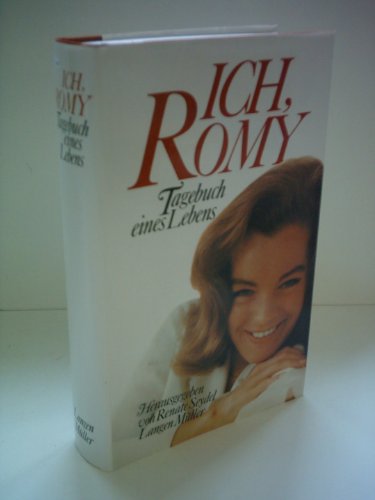 ICH,
ROMY
Tagebuch
eines Lebens
Herausgegeben
von Renate Seydel
Langen Müller
ICH,
ROMY
Tagebuch
eines
Lebens
Langen
Müller